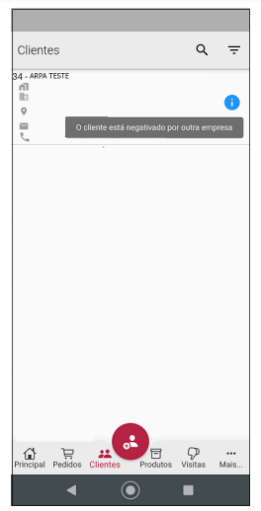 Clientes
34 - ARPA TESTE
i
O cliente está negativado por outra empresa
Principal Pedidos Clientes Produtos Visitas Mais...